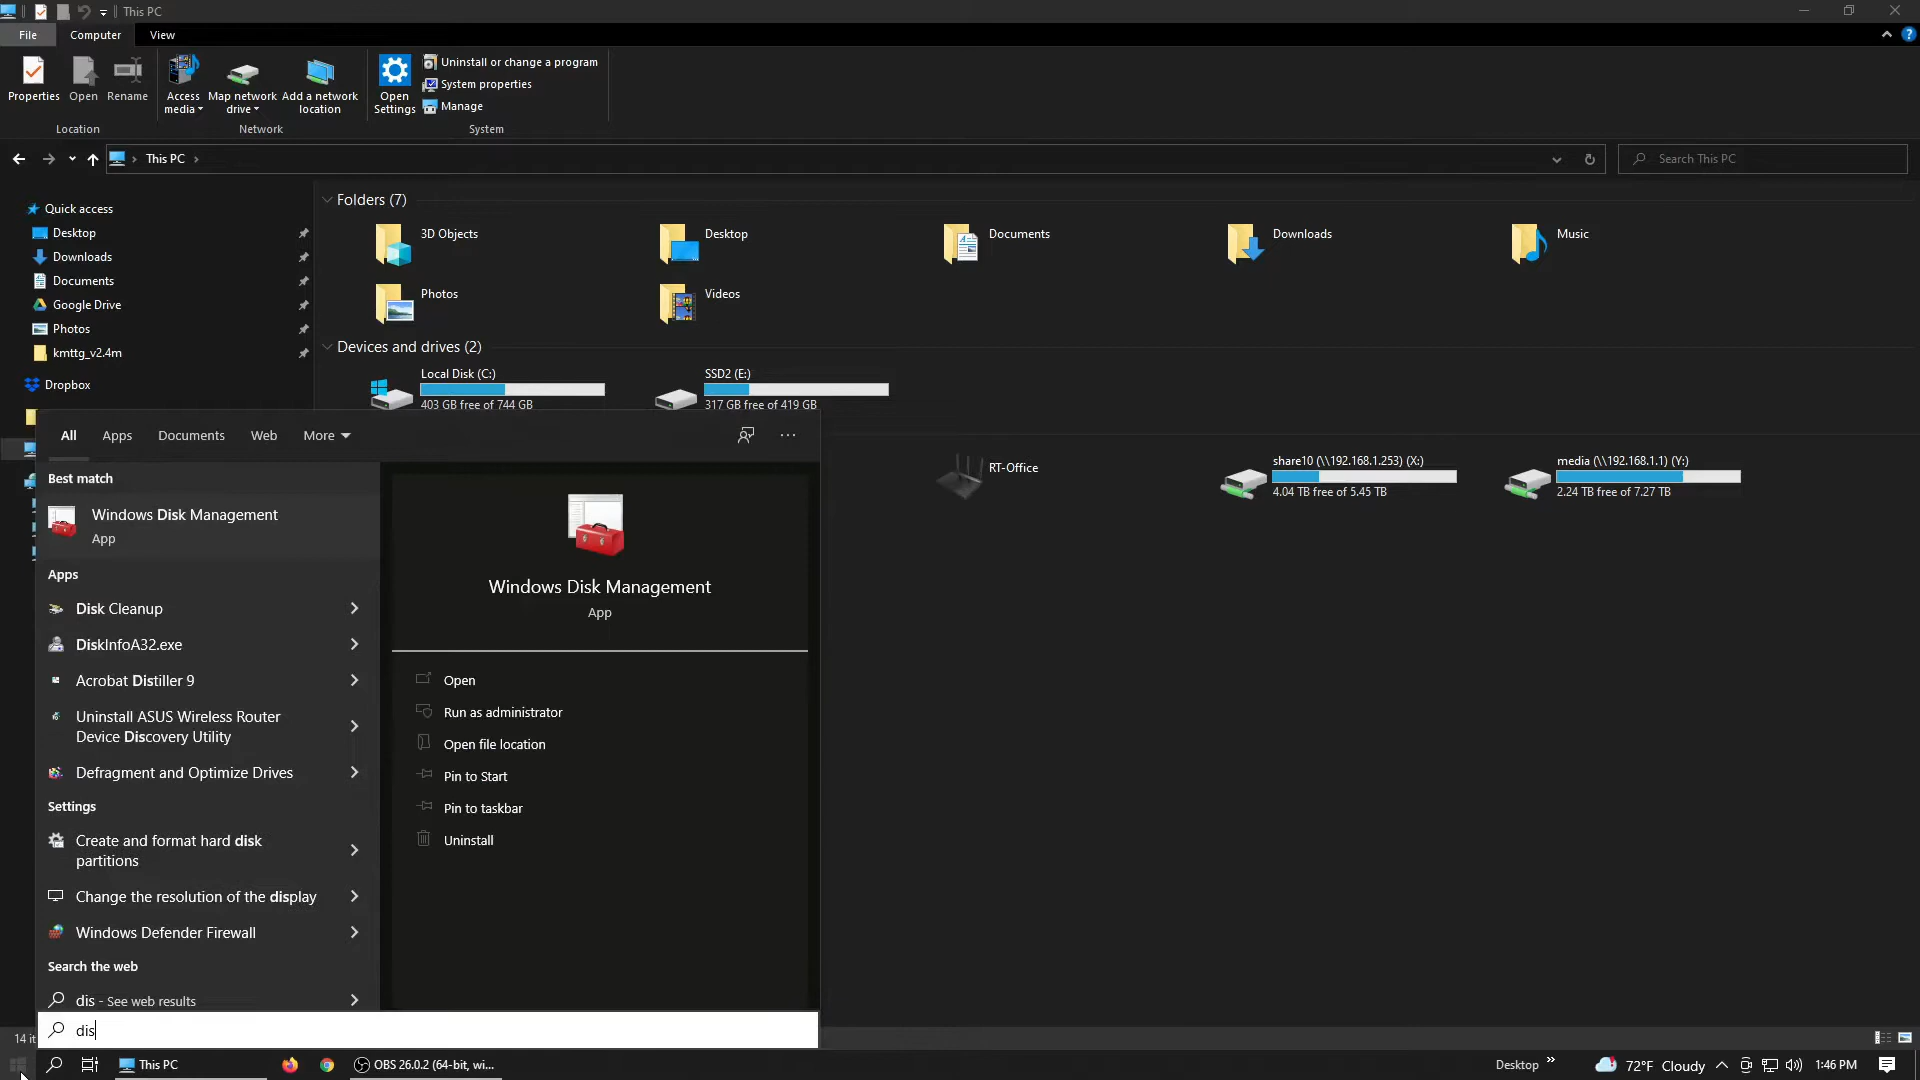 This PC
File
Computer
View
Properties
Open
Rename
Access media
Map network drive
Add a network location
Open Settings
Uninstall or change a program
System properties
Manage
Location
Network
System
This PC
Search This PC
Quick access
Desktop
Downloads
Documents
Google Drive
Photos
kmttg_v2.4m
Dropbox
Folders (7)
3D Objects
Desktop
Documents
Downloads
Music
Photos
Videos
Devices and drives (2)
Local Disk (C:)
403 GB free of 744 GB
SSD2 (E:)
317 GB free of 419 GB
RT-Office
share10 (\\192.168.1.253) (X:)
4.04 TB free of 5.45 TB
media (\\192.168.1.1) (Y:)
2.24 TB free of 7.27 TB
All
Apps
Documents
Web
More
Best match
Windows Disk Management
App
Apps
Disk Cleanup
DiskInfoA32.exe
Acrobat Distiller 9
Uninstall ASUS Wireless Router
Device Discovery Utility
Defragment and Optimize Drives
Settings
Create and format hard disk
partitions
Change the resolution of the display
Windows Defender Firewall
Search the web
dis - See web results
Windows Disk Management
App
Open
Run as administrator
Open file location
Pin to Start
Pin to taskbar
Uninstall
dis
14 it
This PC
OBS 26.0.2 (64-bit, wi...
Desktop
72°F Cloudy
1:46 PM